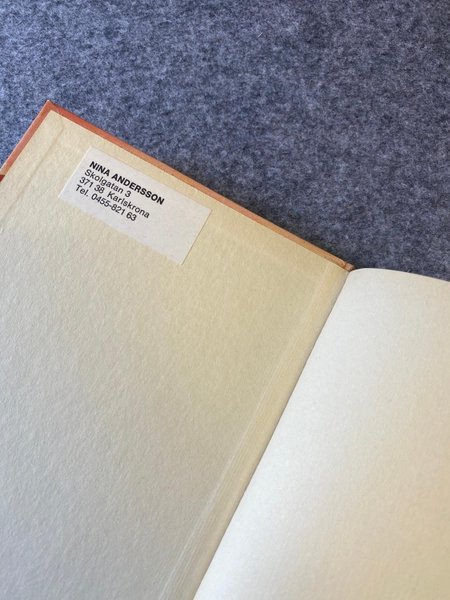 NINA ANDERSSON
Skolgatan 3
371 38 Karlskrona
Tel. 0455-821 63